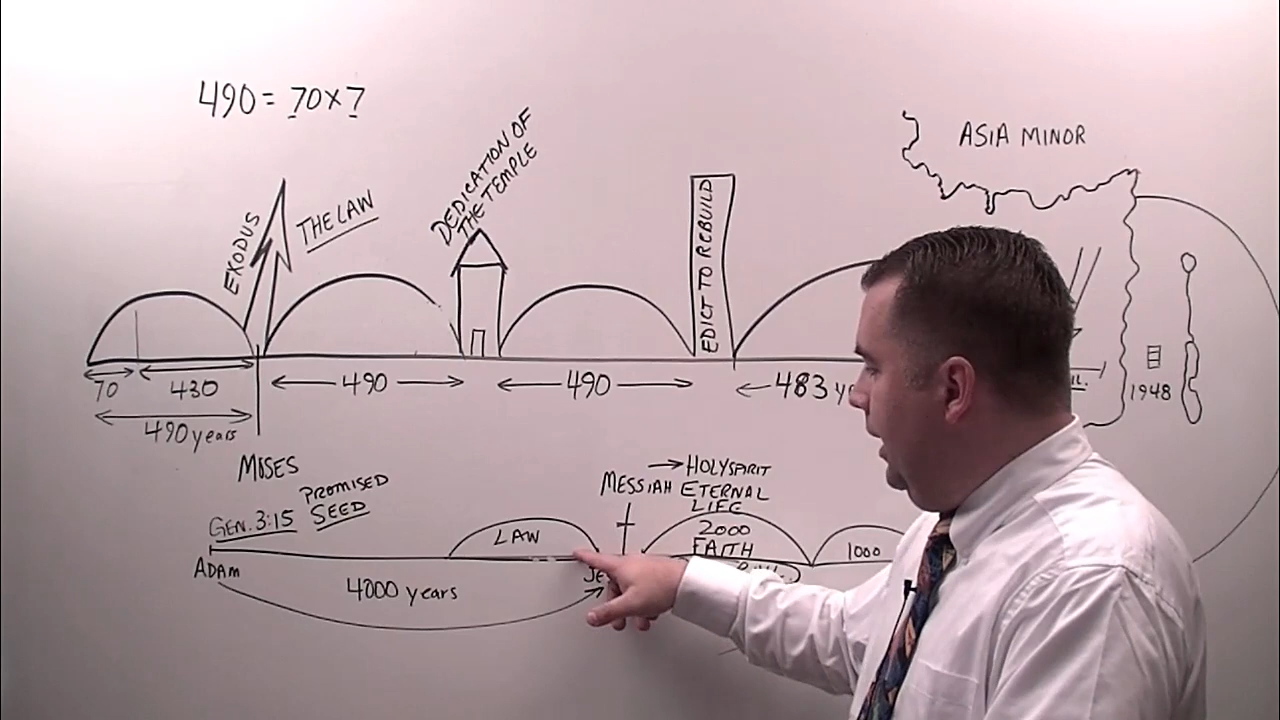 490 = 70x7
ASIA MINOR
EXODUS
THE LAW
DEDICATION OF
THE TEMPLE
EDICT TO REBUILD
70
430
490
490
483
1948
490 years
MOSES
→ HOLY SPIRIT
MESSIAH ETERNAL
LIFE
PROMISED
GEN. 3:15 SEED
LAW
2000
FAITH
1000
ADAM
4000 years